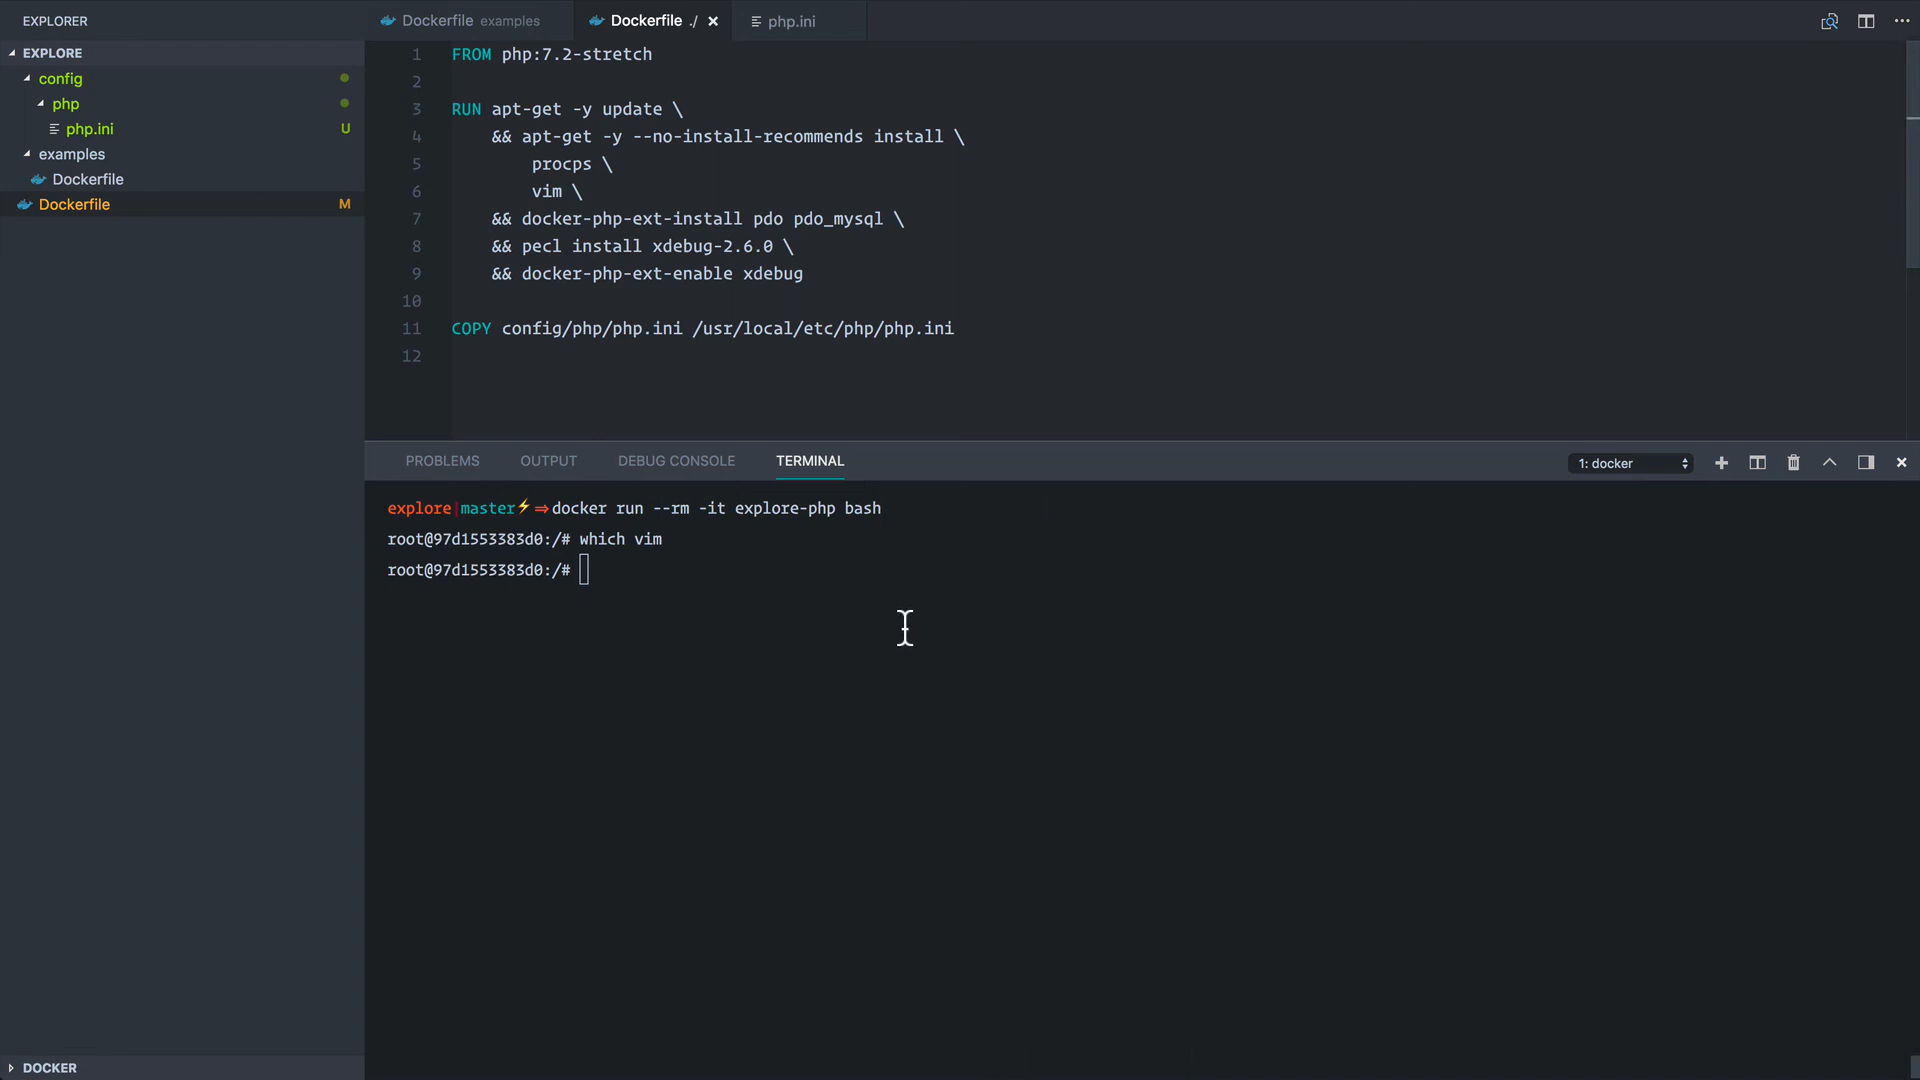 EXPLORER
EXPLORE
config
php
php.ini U
examples
Dockerfile
Dockerfile M
DOCKER
Dockerfile examples
Dockerfile ./
php.ini
1 FROM php:7.2-stretch
2
3 RUN apt-get -y update \
4 && apt-get -y --no-install-recommends install \
5 procps \
6 vim \
7 && docker-php-ext-install pdo pdo_mysql \
8 && pecl install xdebug-2.6.0 \
9 && docker-php-ext-enable xdebug
10
11 COPY config/php/php.ini /usr/local/etc/php/php.ini
12
PROBLEMS OUTPUT DEBUG CONSOLE TERMINAL
1: docker
explore|master⚡⇒docker run --rm -it explore-php bash
root@97d1553383d0:/# which vim
root@97d1553383d0:/#